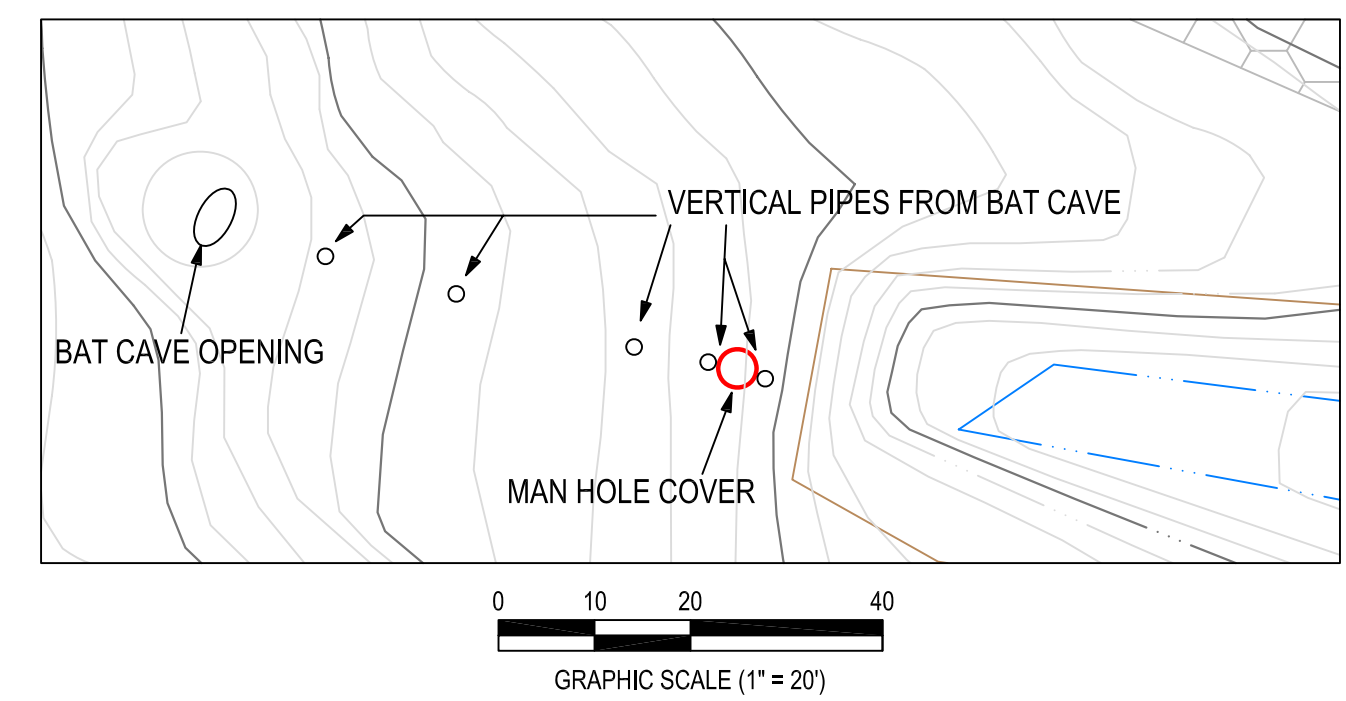 VERTICAL PIPES FROM BAT CAVE
BAT CAVE OPENING
MAN HOLE COVER
0 10 20 40
GRAPHIC SCALE (1" = 20')